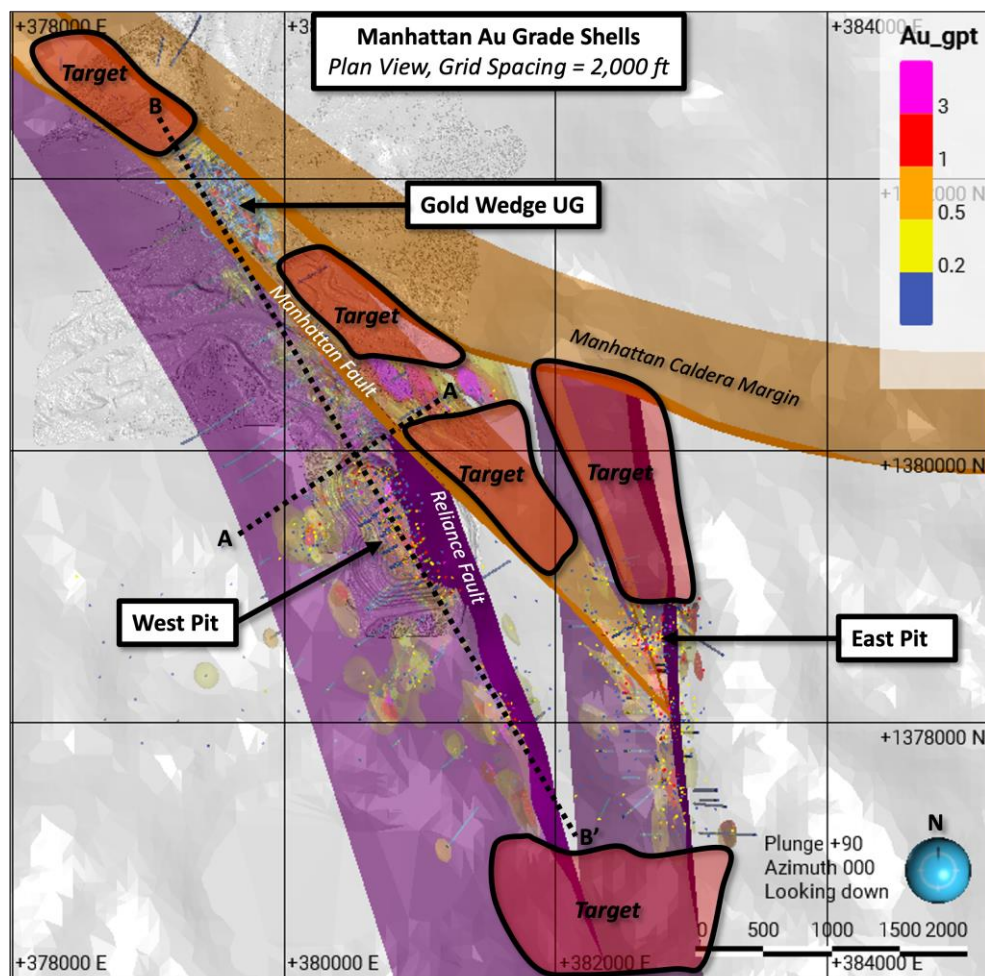 +378000 E
+384000 E
Manhattan Au Grade Shells
Plan View, Grid Spacing = 2,000 ft
Au_gpt
3
1
0.5
0.2
Target
B
Gold Wedge UG
Target
Manhattan Fault
Manhattan Caldera Margin
A
+1380000 N
Target
Target
Reliance Fault
A
West Pit
East Pit
+1378000 N
B'
Plunge +90
Azimuth 000
Looking down
N
Target
0 500 1000 1500 2000
+378000 E
+380000 E
+382000 E
+384000 E